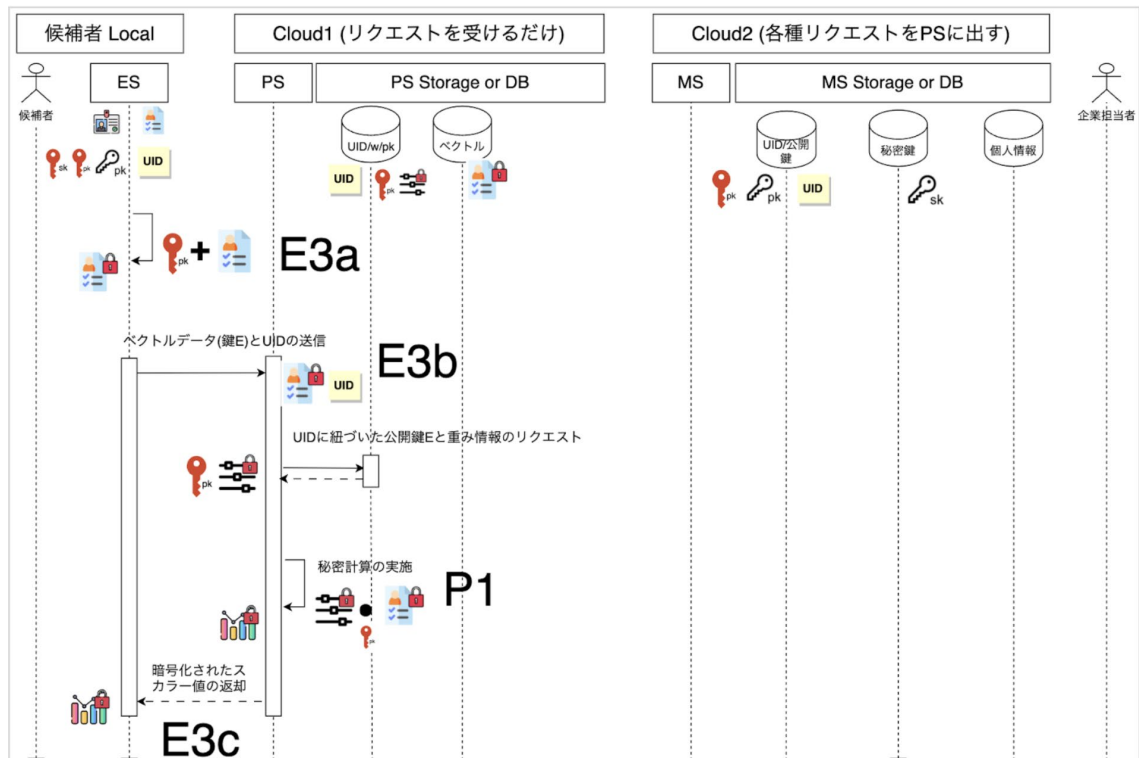 候補者 Local
Cloud1 (リクエストを受けるだけ)
Cloud2 (各種リクエストをPSに出す)
ES
PS
PS Storage or DB
MS
MS Storage or DB
候補者
企業担当者
UID/w/pk
ベクトル
UID/公開
鍵
秘密鍵
個人情報
sk
pk
pk
UID
UID
pk
pk
pk
UID
sk
pk
+
E3a
ベクトルデータ(鍵E)とUIDの送信
E3b
UID
UIDに紐づいた公開鍵Eと重み情報のリクエスト
pk
秘密計算の実施
P1
pk
暗号化されたス
カラー値の返却
E3c